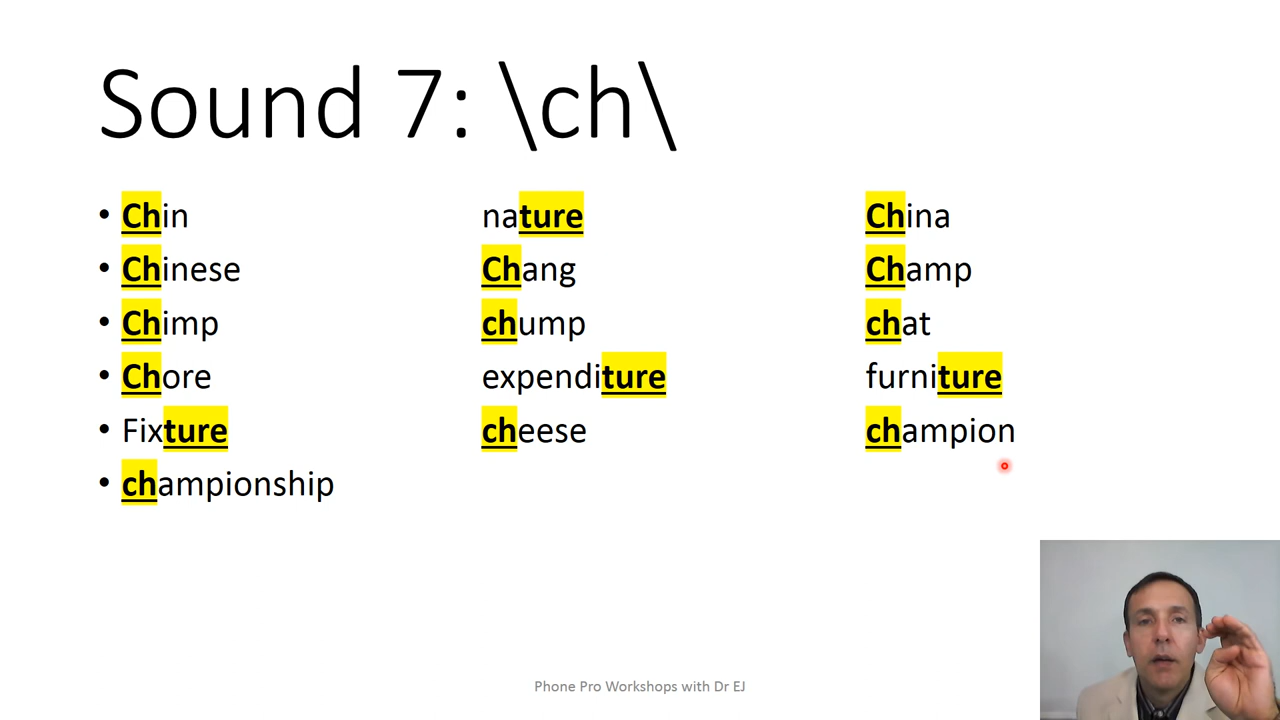 Sound 7: \ch\
• Chin nature China
• Chinese Chang Champ
• Chimp chump chat
• Chore expenditure furniture
• Fixture cheese champion
• championship
Phone Pro Workshops with Dr EJ